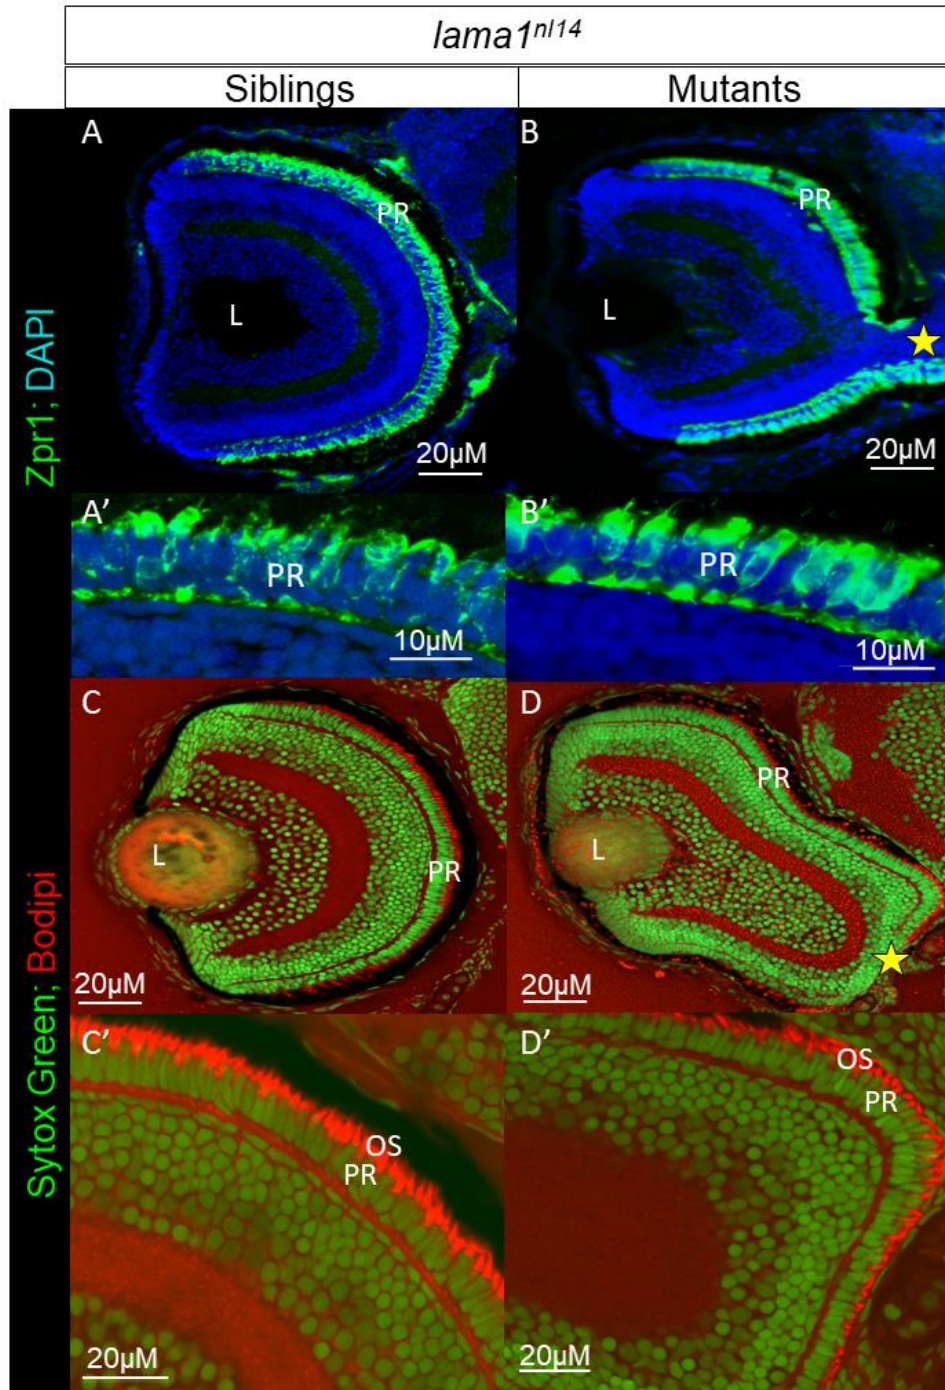 lama1nl14
Siblings
Mutants
Zpr1; DAPI
A
PR
L
20µM
B
PR
L
20µM
A’
PR
10µM
B’
PR
10µM
Sytox Green; Bodipi
C
L
PR
20µM
D
PR
L
20µM
C’
OS
PR
20µM
D’
OS
PR
20µM